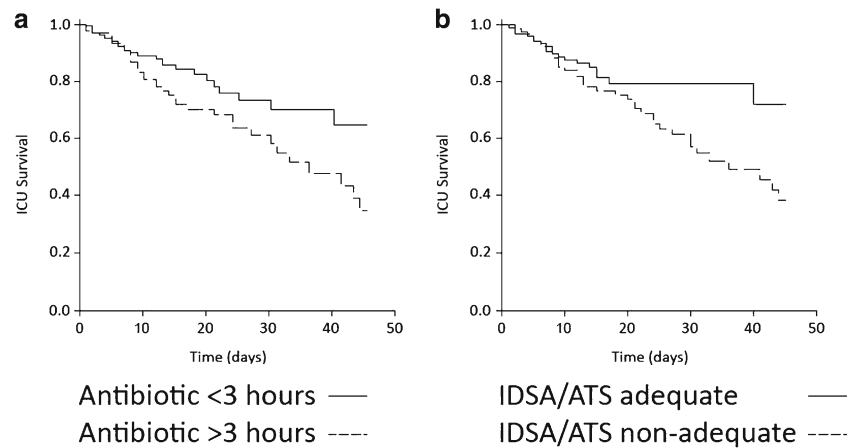 a
ICU Survival
1.0
0.8
0.6
0.4
0.2
0.0
0 10 20 30 40 50
Time (days)
Antibiotic <3 hours
Antibiotic >3 hours
b
ICU Survival
1.0
0.8
0.6
0.4
0.2
0.0
0 10 20 30 40 50
Time (days)
IDSA/ATS adequate
IDSA/ATS non-adequate